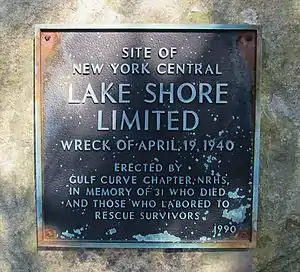 SITE OF
NEW YORK CENTRAL
LAKE SHORE
LIMITED
WRECK OF APRIL, 19, 1940
ERECTED BY
GULF CURVE CHAPTER, NRHS,
IN MEMORY OF 31 WHO DIED
AND THOSE WHO LABORED TO
RESCUE SURVIVORS.
1990